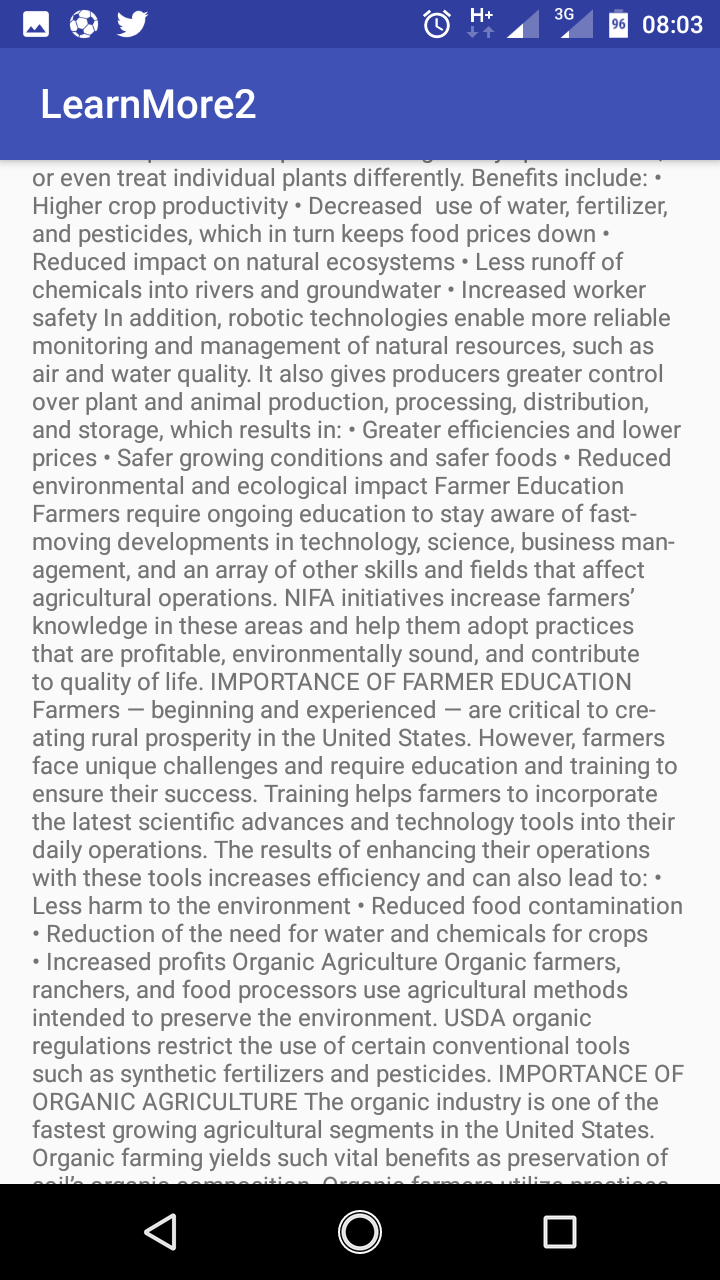 H+
3G
96
08:03
LearnMore2
or even treat individual plants differently. Benefits include: •
Higher crop productivity • Decreased  use of water, fertilizer,
and pesticides, which in turn keeps food prices down •
Reduced impact on natural ecosystems • Less runoff of
chemicals into rivers and groundwater • Increased worker
safety In addition, robotic technologies enable more reliable
monitoring and management of natural resources, such as
air and water quality. It also gives producers greater control
over plant and animal production, processing, distribution,
and storage, which results in: • Greater efficiencies and lower
prices • Safer growing conditions and safer foods • Reduced
environmental and ecological impact Farmer Education
Farmers require ongoing education to stay aware of fast-
moving developments in technology, science, business man-
agement, and an array of other skills and fields that affect
agricultural operations. NIFA initiatives increase farmers’
knowledge in these areas and help them adopt practices
that are profitable, environmentally sound, and contribute
to quality of life. IMPORTANCE OF FARMER EDUCATION
Farmers — beginning and experienced — are critical to cre-
ating rural prosperity in the United States. However, farmers
face unique challenges and require education and training to
ensure their success. Training helps farmers to incorporate
the latest scientific advances and technology tools into their
daily operations. The results of enhancing their operations
with these tools increases efficiency and can also lead to: •
Less harm to the environment • Reduced food contamination
• Reduction of the need for water and chemicals for crops
• Increased profits Organic Agriculture Organic farmers,
ranchers, and food processors use agricultural methods
intended to preserve the environment. USDA organic
regulations restrict the use of certain conventional tools
such as synthetic fertilizers and pesticides. IMPORTANCE OF
ORGANIC AGRICULTURE The organic industry is one of the
fastest growing agricultural segments in the United States.
Organic farming yields such vital benefits as preservation of
soil’s organic composition. Organic farmers utilize practices